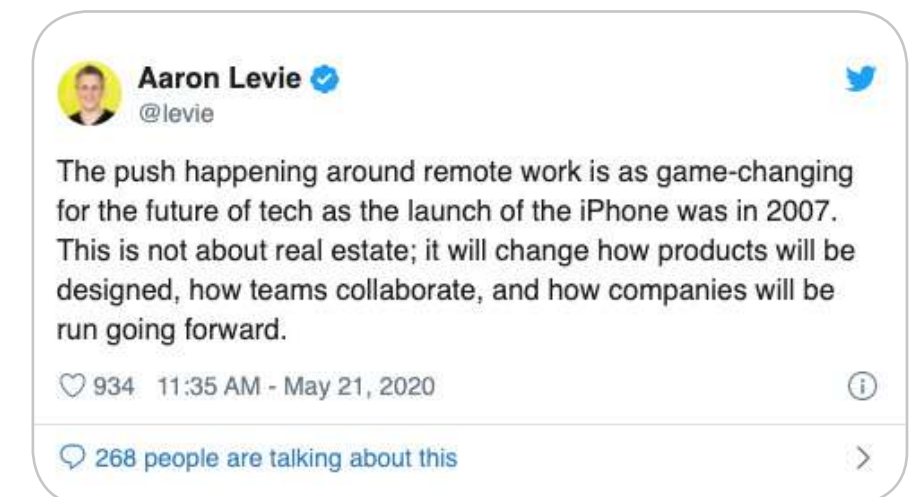 Aaron Levie
@levie
The push happening around remote work is as game-changing
for the future of tech as the launch of the iPhone was in 2007.
This is not about real estate; it will change how products will be
designed, how teams collaborate, and how companies will be
run going forward.
934 11:35 AM - May 21, 2020
268 people are talking about this